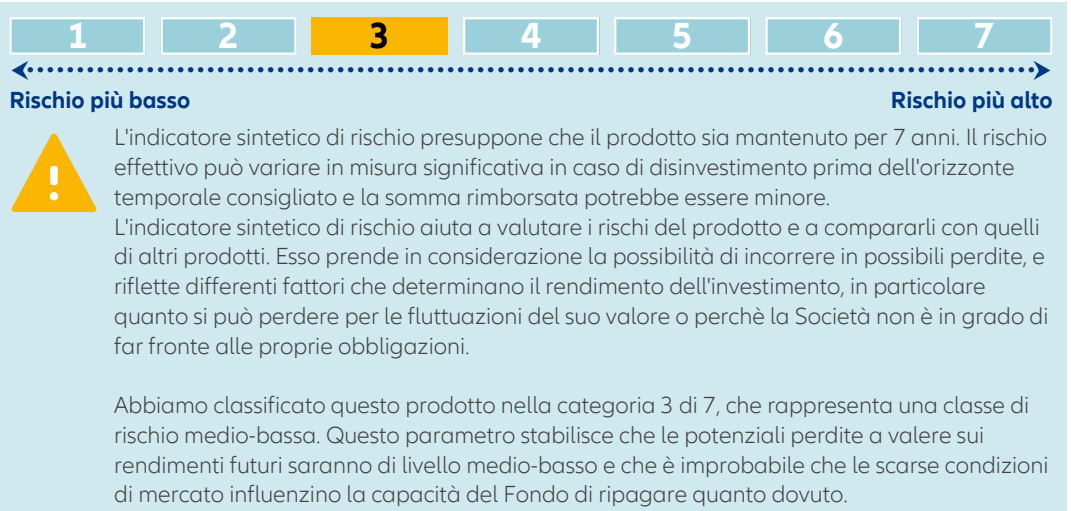 1 2 3 4 5 6 7
Rischio più basso Rischio più alto
L'indicatore sintetico di rischio presuppone che il prodotto sia mantenuto per 7 anni. Il rischio
effettivo può variare in misura significativa in caso di disinvestimento prima dell'orizzonte
temporale consigliato e la somma rimborsata potrebbe essere minore.
L'indicatore sintetico di rischio aiuta a valutare i rischi del prodotto e a compararli con quelli
di altri prodotti. Esso prende in considerazione la possibilità di incorrere in possibili perdite, e
riflette differenti fattori che determinano il rendimento dell'investimento, in particolare
quanto si può perdere per le fluttuazioni del suo valore o perchè la Società non è in grado di
far fronte alle proprie obbligazioni.
Abbiamo classificato questo prodotto nella categoria 3 di 7, che rappresenta una classe di
rischio medio-bassa. Questo parametro stabilisce che le potenziali perdite a valere sui
rendimenti futuri saranno di livello medio-basso e che è improbabile che le scarse condizioni
di mercato influenzino la capacità del Fondo di ripagare quanto dovuto.